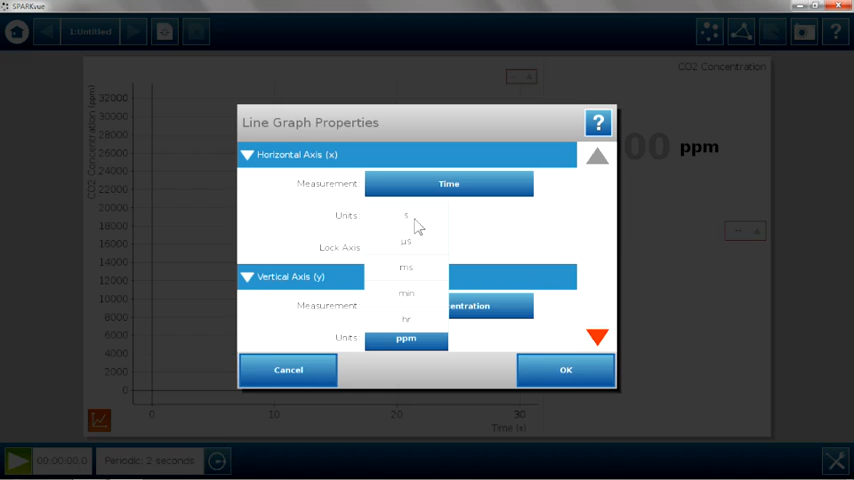 SPARKvue
1:Untitled
?
CO2 Concentration
00 ppm
CO2 Concentration (ppm)
32000
30000
28000
26000
24000
22000
20000
18000
16000
14000
12000
10000
8000
6000
4000
2000
0
0
10
20
30
Time (s)
Line Graph Properties
?
Horizontal Axis (x)
Measurement:
Time
Units:
s
µs
Lock Axis
ms
Vertical Axis (y)
min
Measurement:
entration
hr
Units:
ppm
Cancel
OK
00:00:00.0
Periodic: 2 seconds